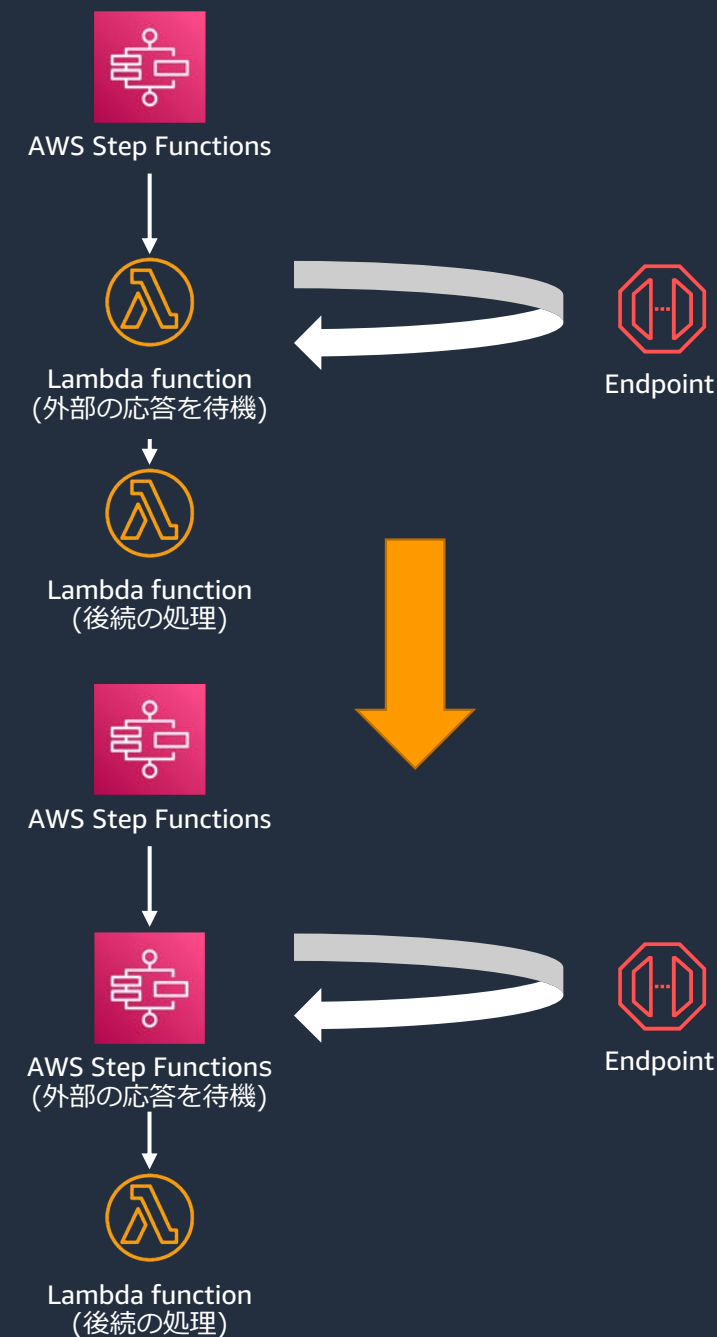 AWS Step Functions
Lambda function
(外部の応答を待機)
Endpoint
Lambda function
(後続の処理)
AWS Step Functions
AWS Step Functions
(外部の応答を待機)
Endpoint
Lambda function
(後続の処理)